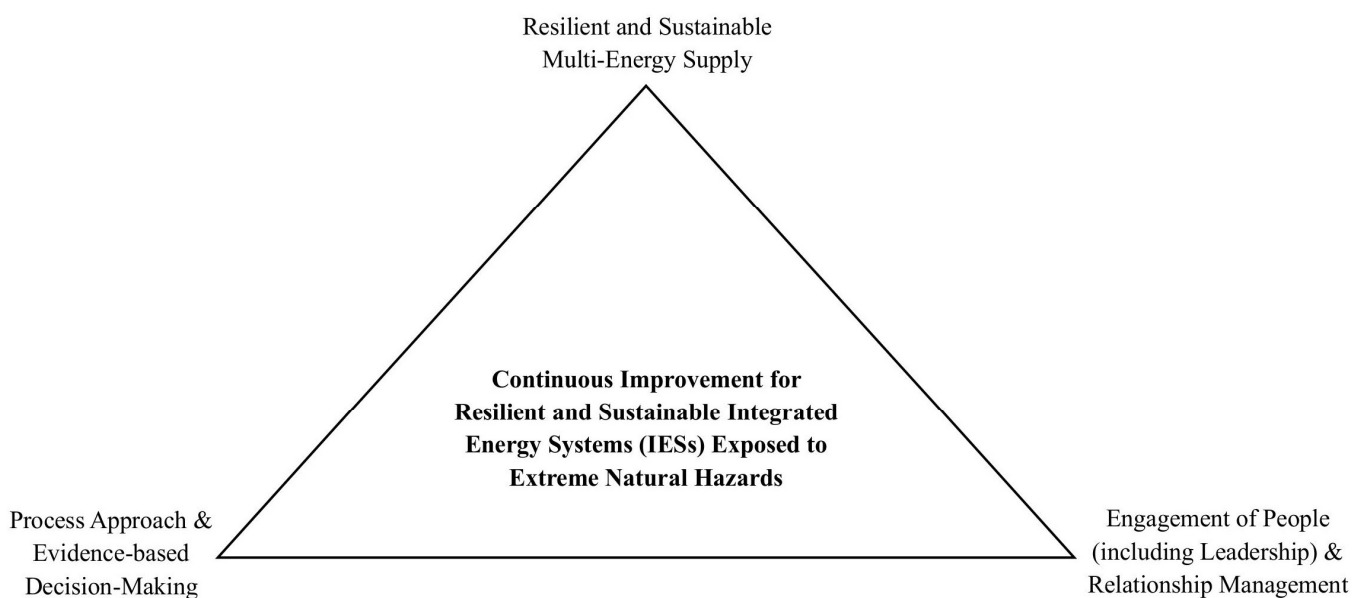 Resilient and Sustainable
Multi-Energy Supply
Continuous Improvement for
Resilient and Sustainable Integrated
Energy Systems (IESs) Exposed to
Extreme Natural Hazards
Process Approach &
Evidence-based
Decision-Making
Engagement of People
(including Leadership) &
Relationship Management